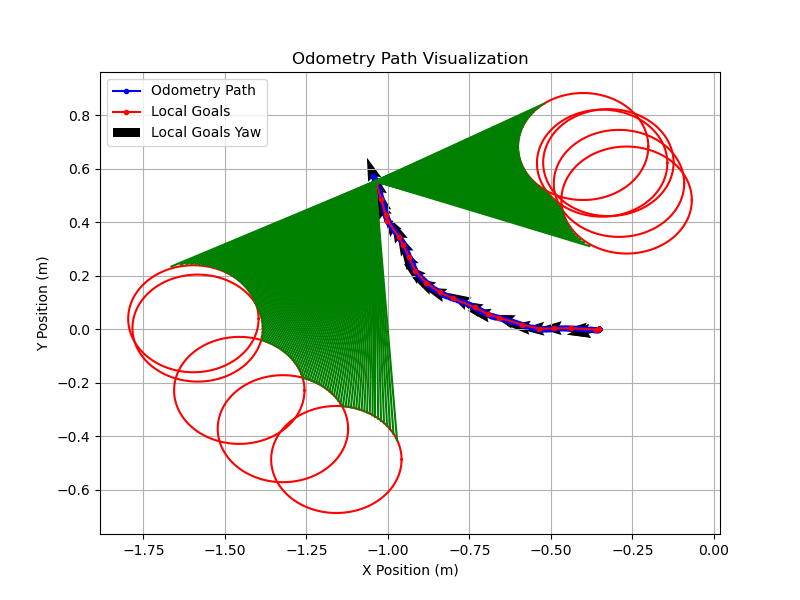 Odometry Path Visualization
Odometry Path
Local Goals
Local Goals Yaw
Y Position (m)
0.8
0.6
0.4
0.2
0.0
−0.2
−0.4
−0.6
−1.75 −1.50 −1.25 −1.00 −0.75 −0.50 −0.25 0.00
X Position (m)